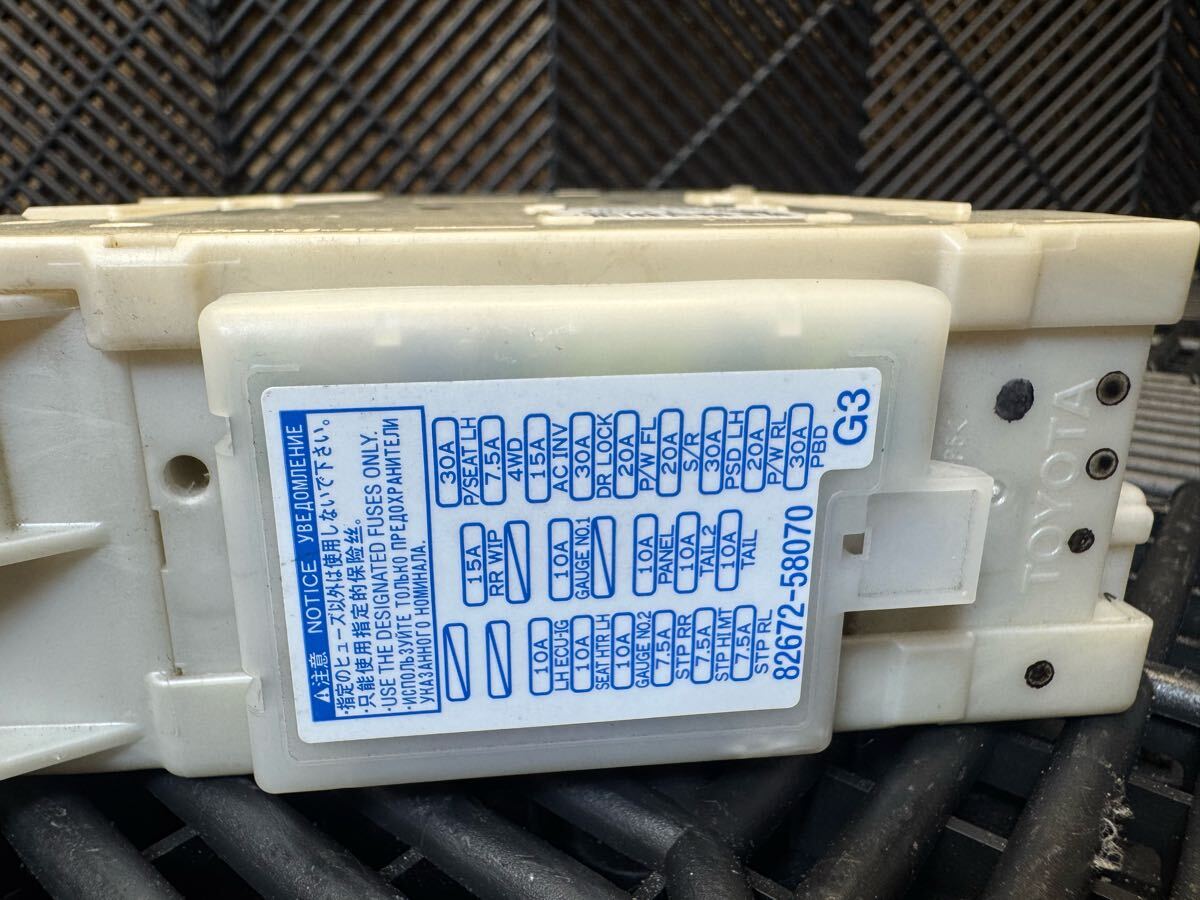 ⚠注意 NOTICE УВЕДОМЛЕНИЕ
・指定のヒューズ以外は使用しないで下さい。
・只能使用指定的保险丝。
・USE THE DESIGNATED FUSES ONLY.
・ИСПОЛЬЗУЙТЕ ТОЛЬКО ПРЕДОХРАНИТЕЛИ
УКАЗАННОГО НОМИНАЛА.
30A
P/SEAT LH
7.5A
4WD
15A
AC INV
30A
DR LOCK
20A
P/W FL
20A
S/R
30A
PSD LH
20A
P/W RL
30A
PBD
15A
RR WIP
10A
GAUGE NO.1
10A
PANEL
10A
TAIL2
10A
TAIL
10A
LH ECU-IG
10A
SEAT HTR LH
10A
GAUGE NO.2
7.5A
STP RR
7.5A
STP HI MT
7.5A
STP RL
82672-58070
G3
TOYOTA